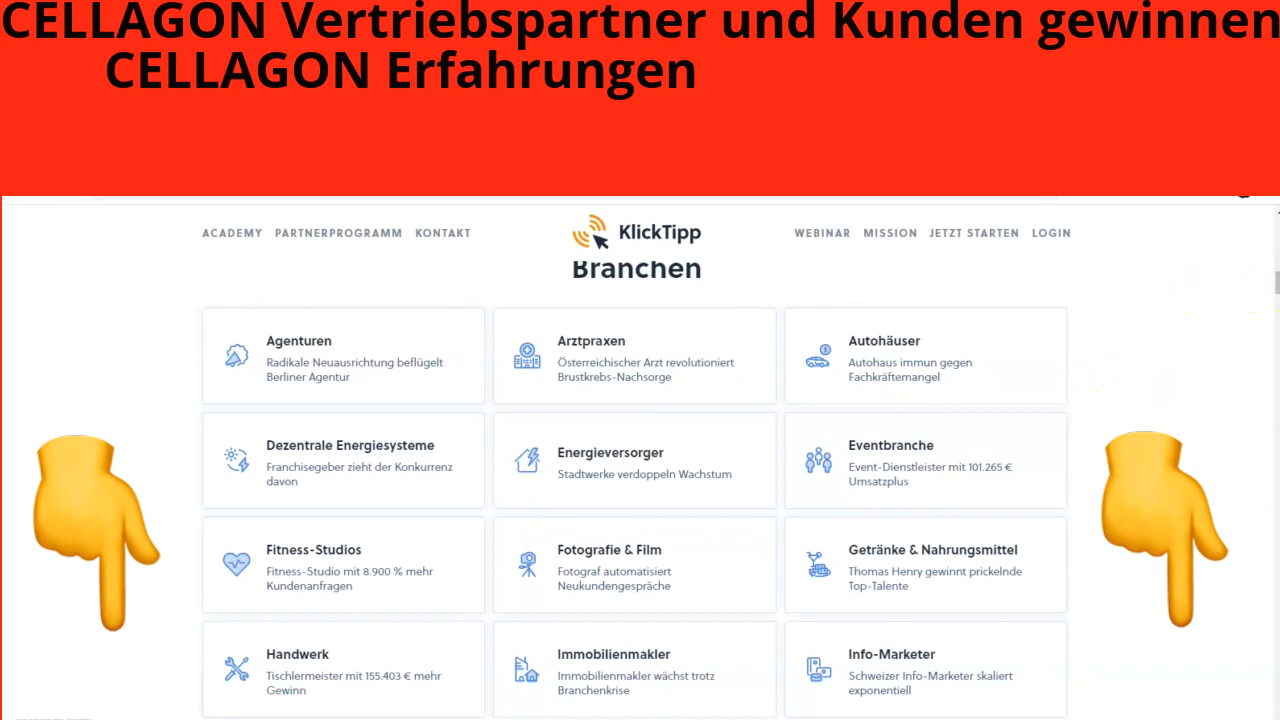 CELLAGON Vertriebspartner und Kunden gewinnen
CELLAGON Erfahrungen
ACADEMY PARTNERPROGRAMM KONTAKT
KlickTipp
WEBINAR MISSION JETZT STARTEN LOGIN
Branchen
Agenturen
Radikale Neuausrichtung beflügelt
Berliner Agentur
Arztpraxen
Österreichischer Arzt revolutioniert
Brustkrebs-Nachsorge
Autohäuser
Autohaus immun gegen
Fachkräftemangel
Dezentrale Energiesysteme
Franchisegeber zieht der Konkurrenz
davon
Energieversorger
Stadtwerke verdoppeln Wachstum
Eventbranche
Event-Dienstleister mit 101.265 €
Umsatzplus
Fitness-Studios
Fitness-Studio mit 8.900 % mehr
Kundenanfragen
Fotografie & Film
Fotograf automatisiert
Neukundengespräche
Getränke & Nahrungsmittel
Thomas Henry gewinnt prickelnde
Top-Talente
Handwerk
Tischlermeister mit 155.403 € mehr
Gewinn
Immobilienmakler
Immobilienmakler wächst trotz
Branchenkrise
Info-Marketer
Schweizer Info-Marketer skaliert
exponentiell